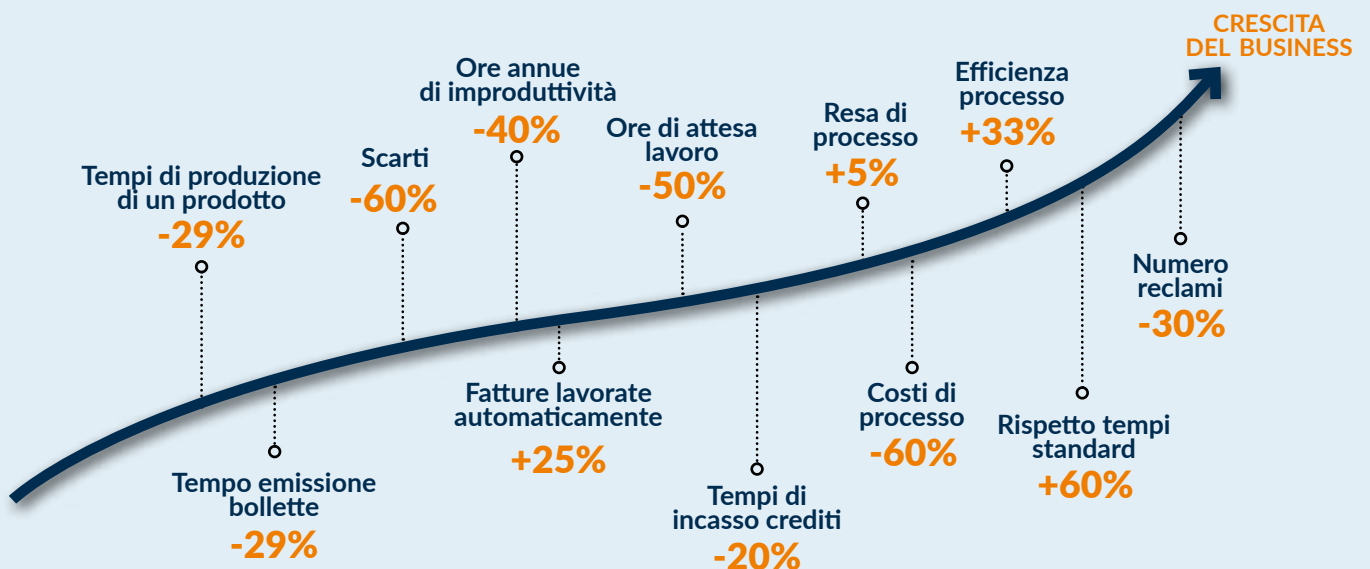 CRESCITA
DEL BUSINESS
Tempi di produzione
di un prodotto
-29%
Tempo emissione
bollette
-29%
Scarti
-60%
Ore annue
di improduttività
-40%
Fatture lavorate
automaticamente
+25%
Ore di attesa
lavoro
-50%
Tempi di
incasso crediti
-20%
Resa di
processo
+5%
Costi di
processo
-60%
Efficienza
processo
+33%
Rispetto tempi
standard
+60%
Numero
reclami
-30%